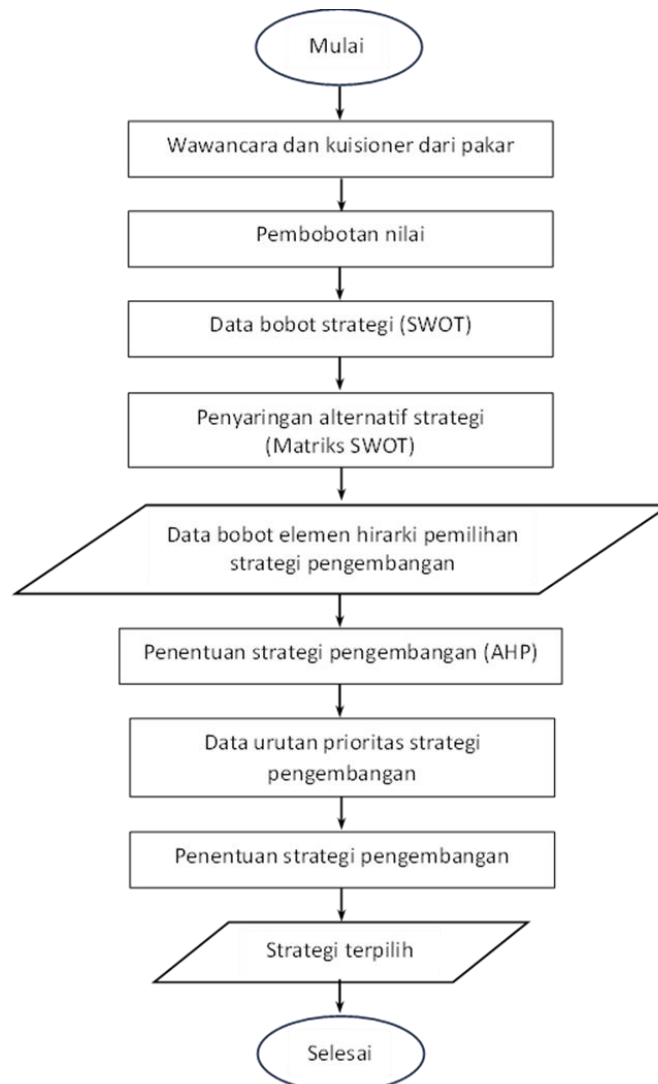 Mulai
Wawancara dan kuisioner dari pakar
Pembobotan nilai
Data bobot strategi (SWOT)
Penyaringan alternatif strategi
(Matriks SWOT)
Data bobot elemen hirarki pemilihan
strategi pengembangan
Penentuan strategi pengembangan (AHP)
Data urutan prioritas strategi
pengembangan
Penentuan strategi pengembangan
Strategi terpilih
Selesai